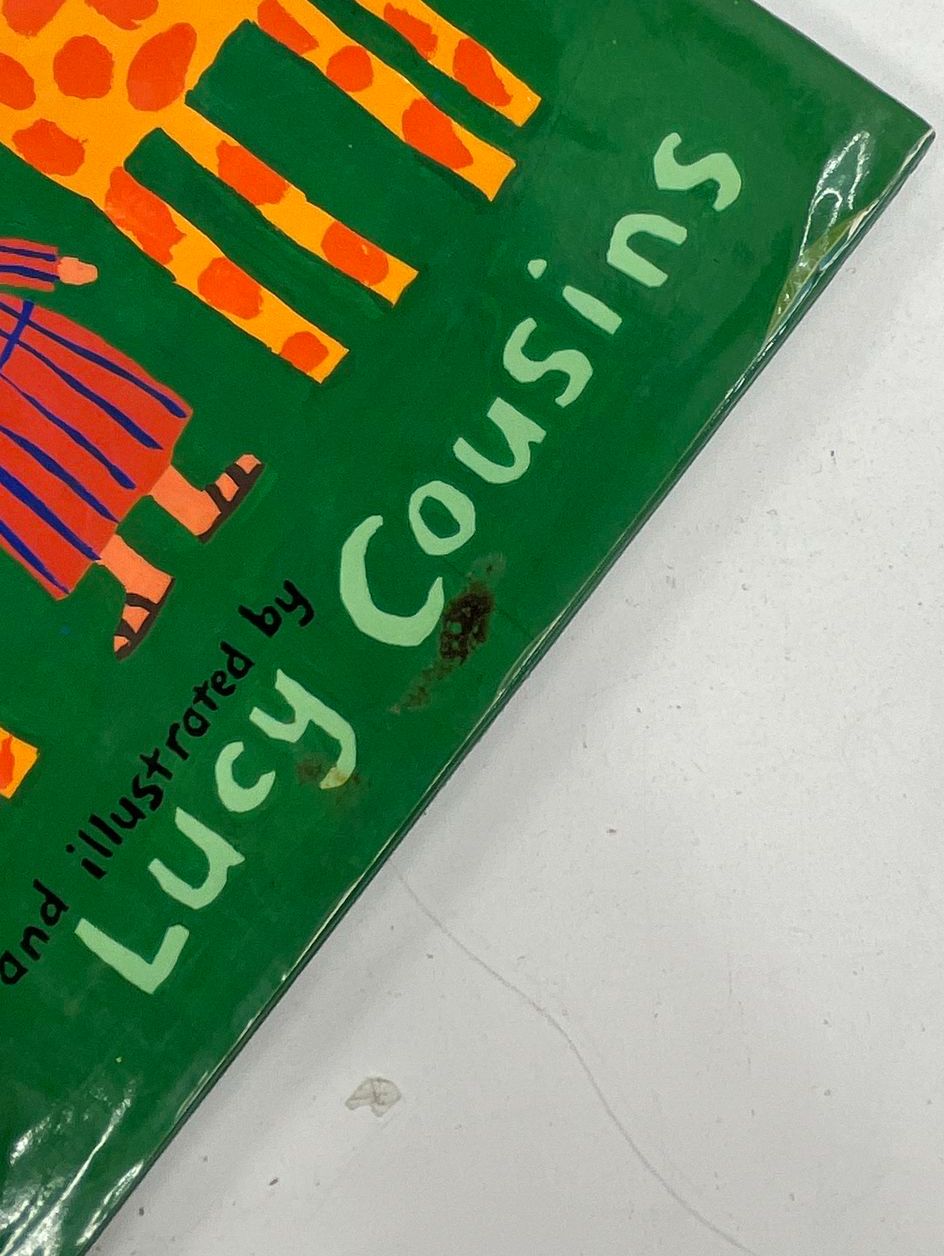 and illustrated by
Lucy Cousins